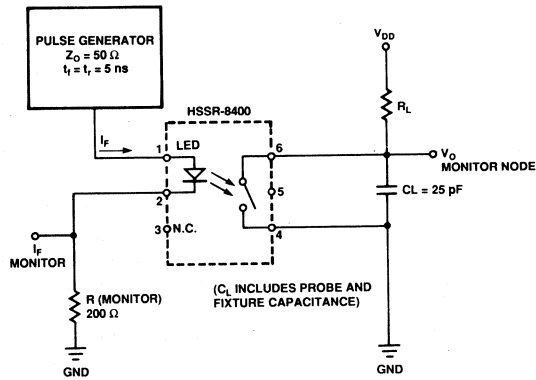 PULSE GENERATOR
Z_O = 50 Ω
t_f = t_r = 5 ns
V_DD
HSSR-8400
R_L
I_F
LED
1
6
V_O
MONITOR NODE
2
5
CL = 25 pF
3
N.C.
4
I_F
MONITOR
(C_L INCLUDES PROBE AND
FIXTURE CAPACITANCE)
R (MONITOR)
200 Ω
GND
GND